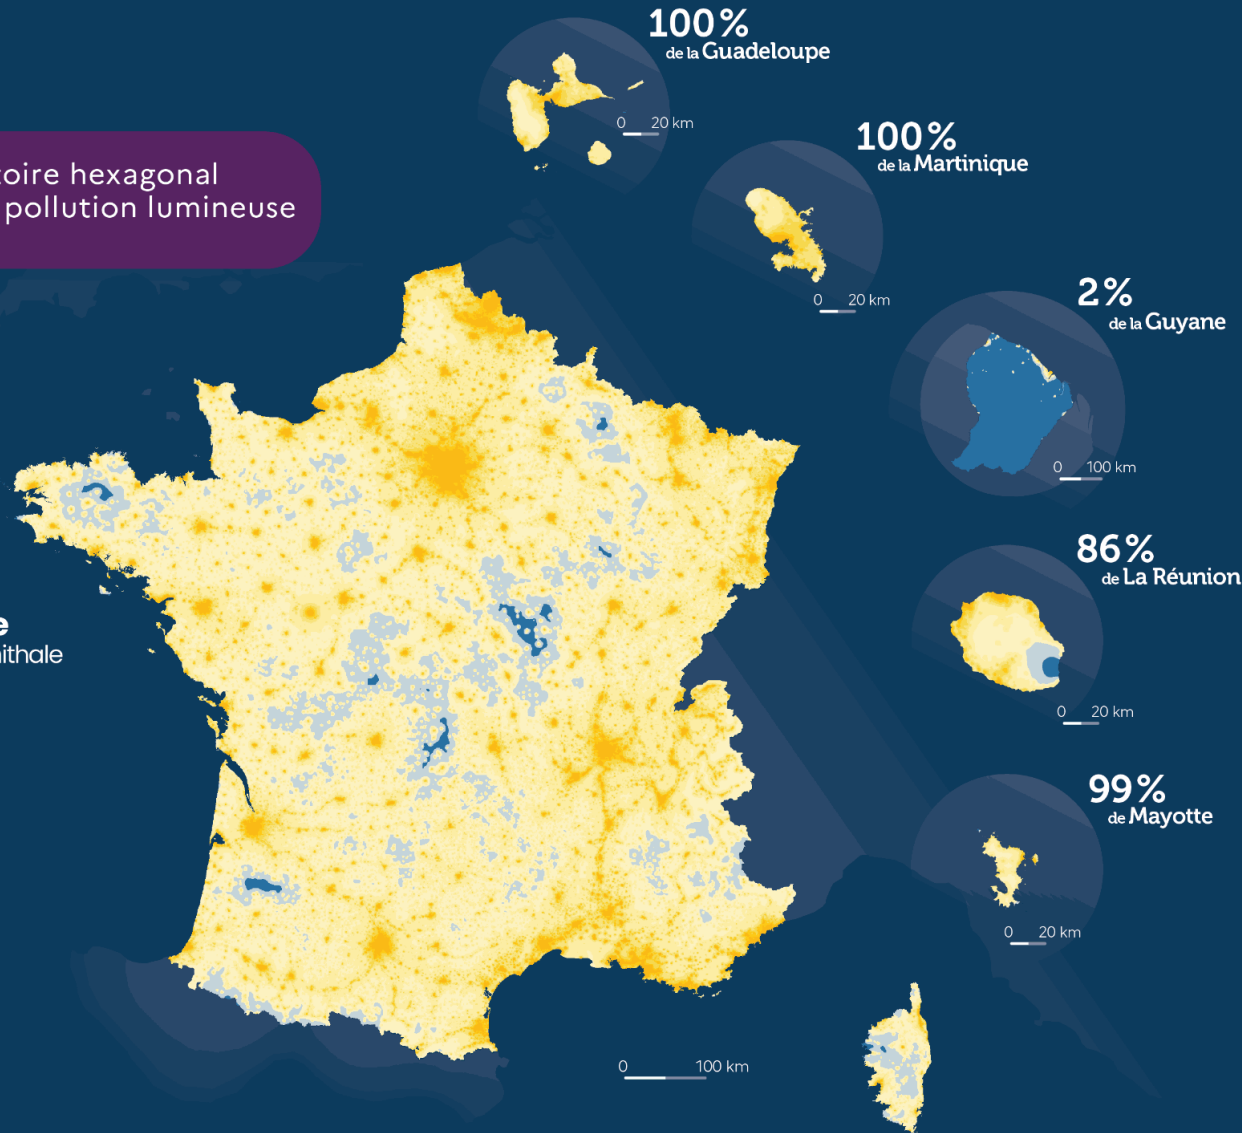 100%
de la Guadeloupe
0 20 km
100%
de la Martinique
0 20 km
toire hexagonal
pollution lumineuse
2%
de la Guyane
0 100 km
86%
de La Réunion
0 20 km
e
ithale
99%
de Mayotte
0 20 km
0 100 km